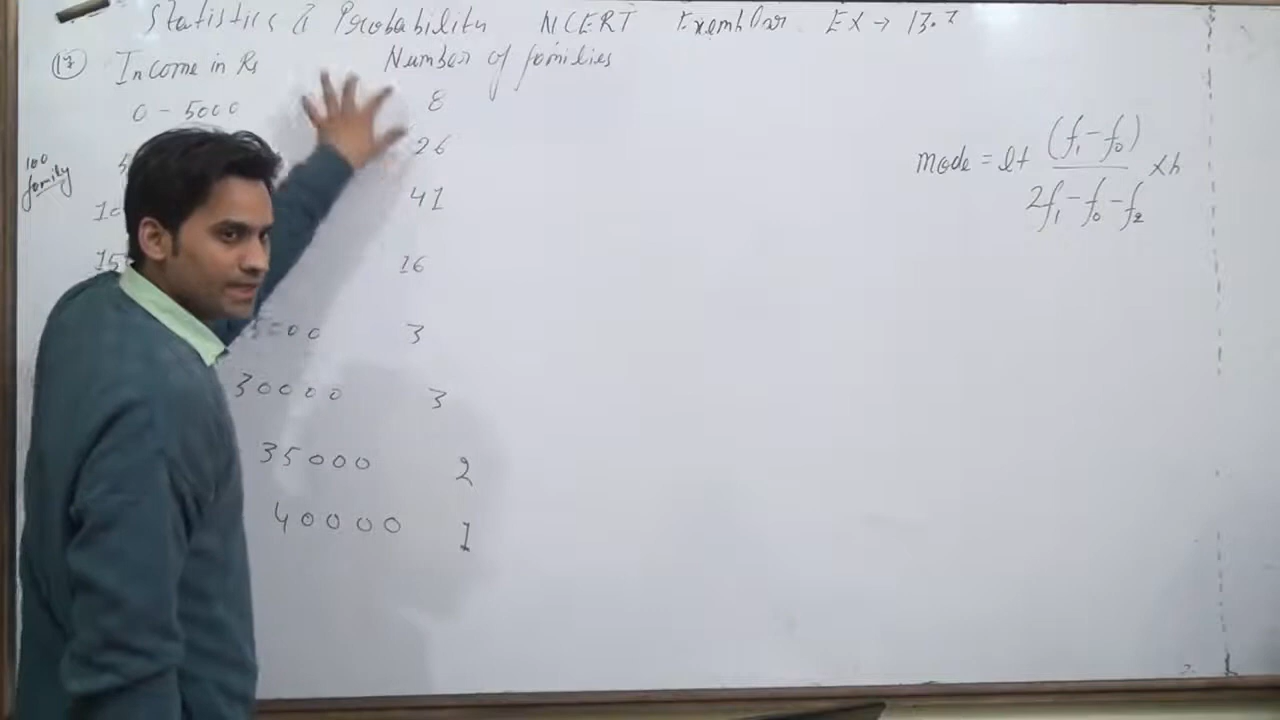 Statistics & Probability NCERT Exemplar EX → 13.3
17 Income in Rs Number of families
0 - 5000 8
26
41
16
3
30000 3
35000 2
40000 1
100 family
mode = l + (f₁ - f₀) / 2f₁ - f₀ - f₂ × h